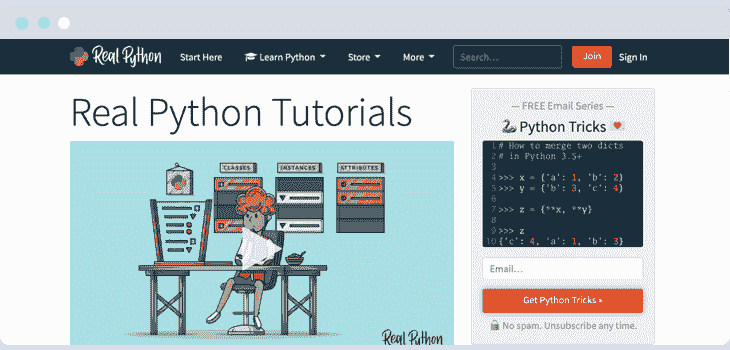 Real Python
Start Here
Learn Python
Store
More
Search...
Join
Sign In
Real Python Tutorials
CLASSES
INSTANCES
ATTRIBUTES
Real Python
— FREE Email Series —
Python Tricks
1 # How to merge two dicts
2 # in Python 3.5+
3
4 >>> x = {'a': 1, 'b': 2}
5 >>> y = {'b': 3, 'c': 4}
6
7 >>> z = {**x, **y}
8
9 >>> z
10 {'c': 4, 'a': 1, 'b': 3}
Email...
Get Python Tricks »
No spam. Unsubscribe any time.